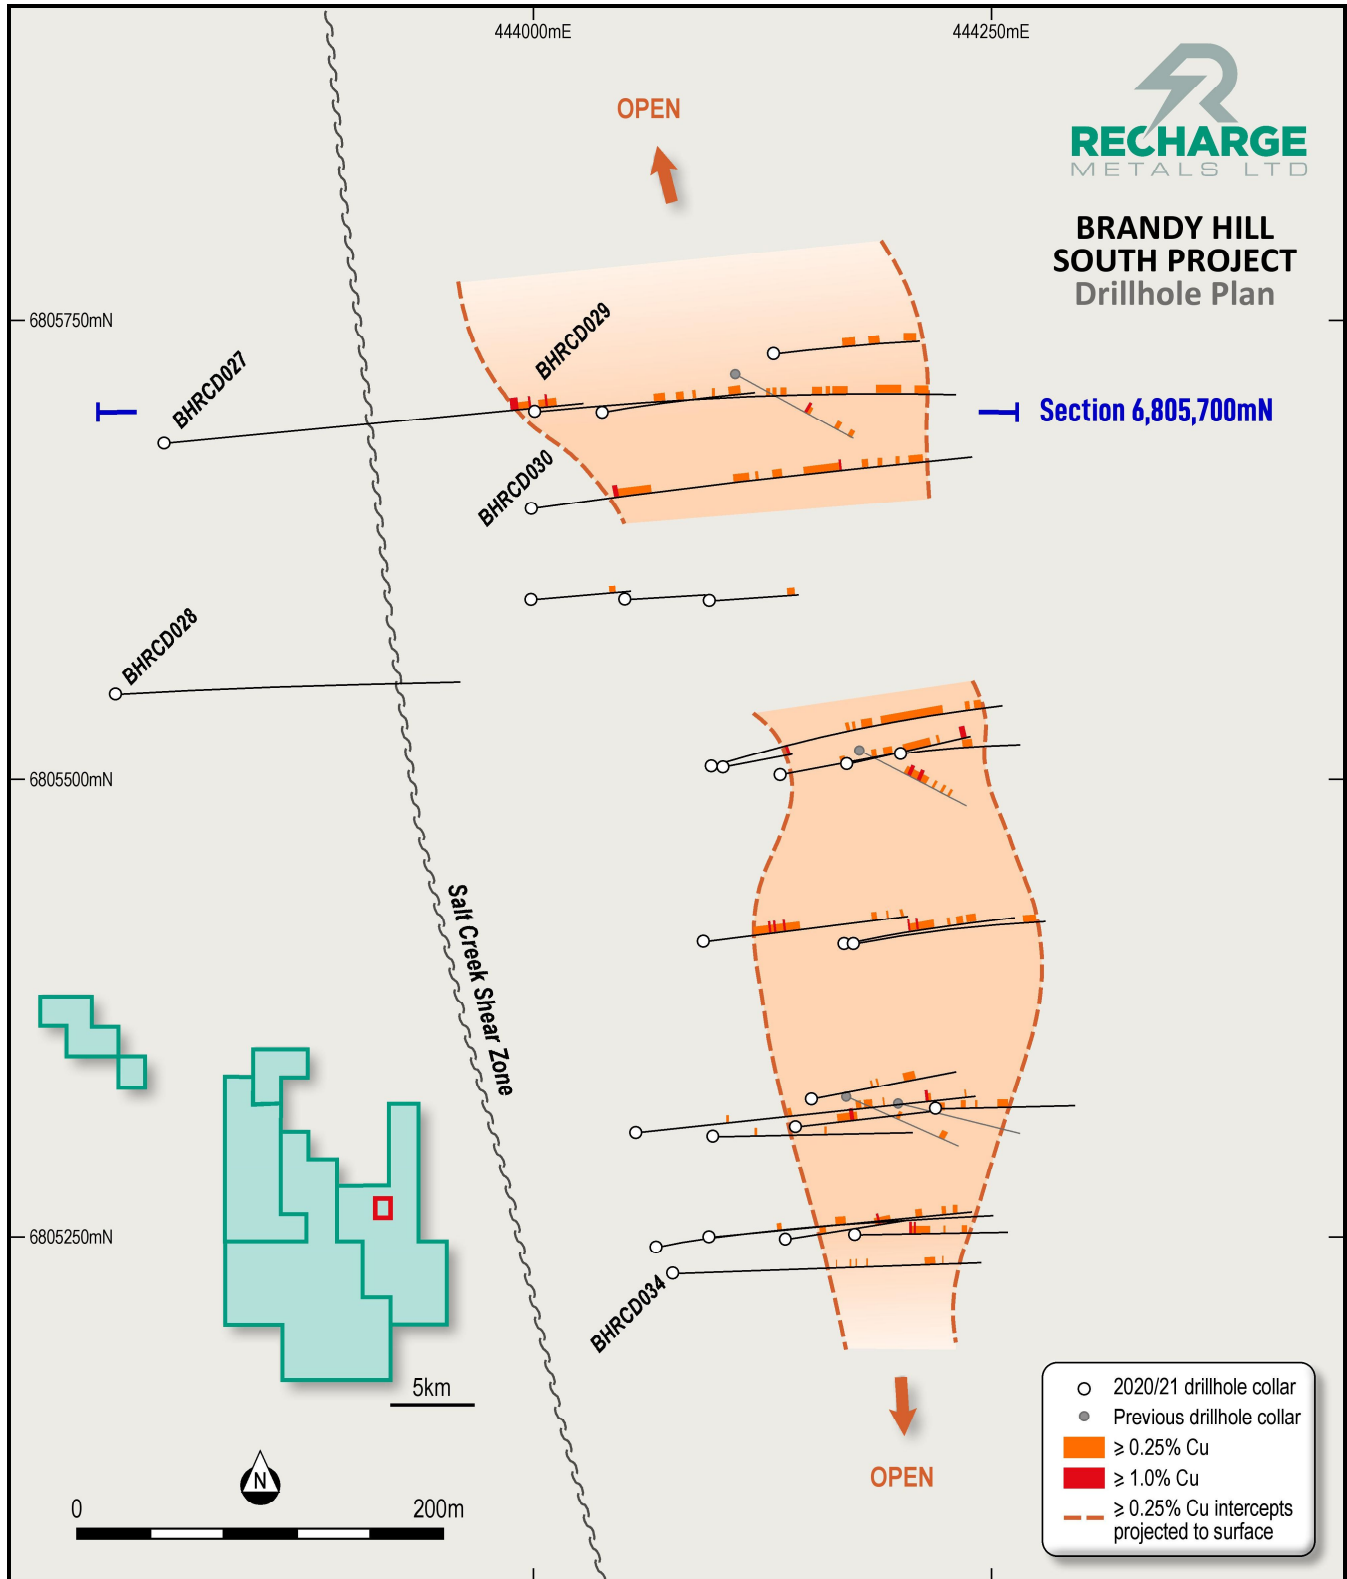 444000mE
444250mE
OPEN
RECHARGE
METALS LTD
BRANDY HILL
SOUTH PROJECT
Drillhole Plan
6805750mN
BHRCD029
BHRCD027
Section 6,805,700mN
BHRCD030
BHRCD028
6805500mN
Salt Creek Shear Zone
6805250mN
BHRCD034
5km
OPEN
N
0
200m
2020/21 drillhole collar
Previous drillhole collar
⩾ 0.25% Cu
⩾ 1.0% Cu
⩾ 0.25% Cu intercepts
projected to surface